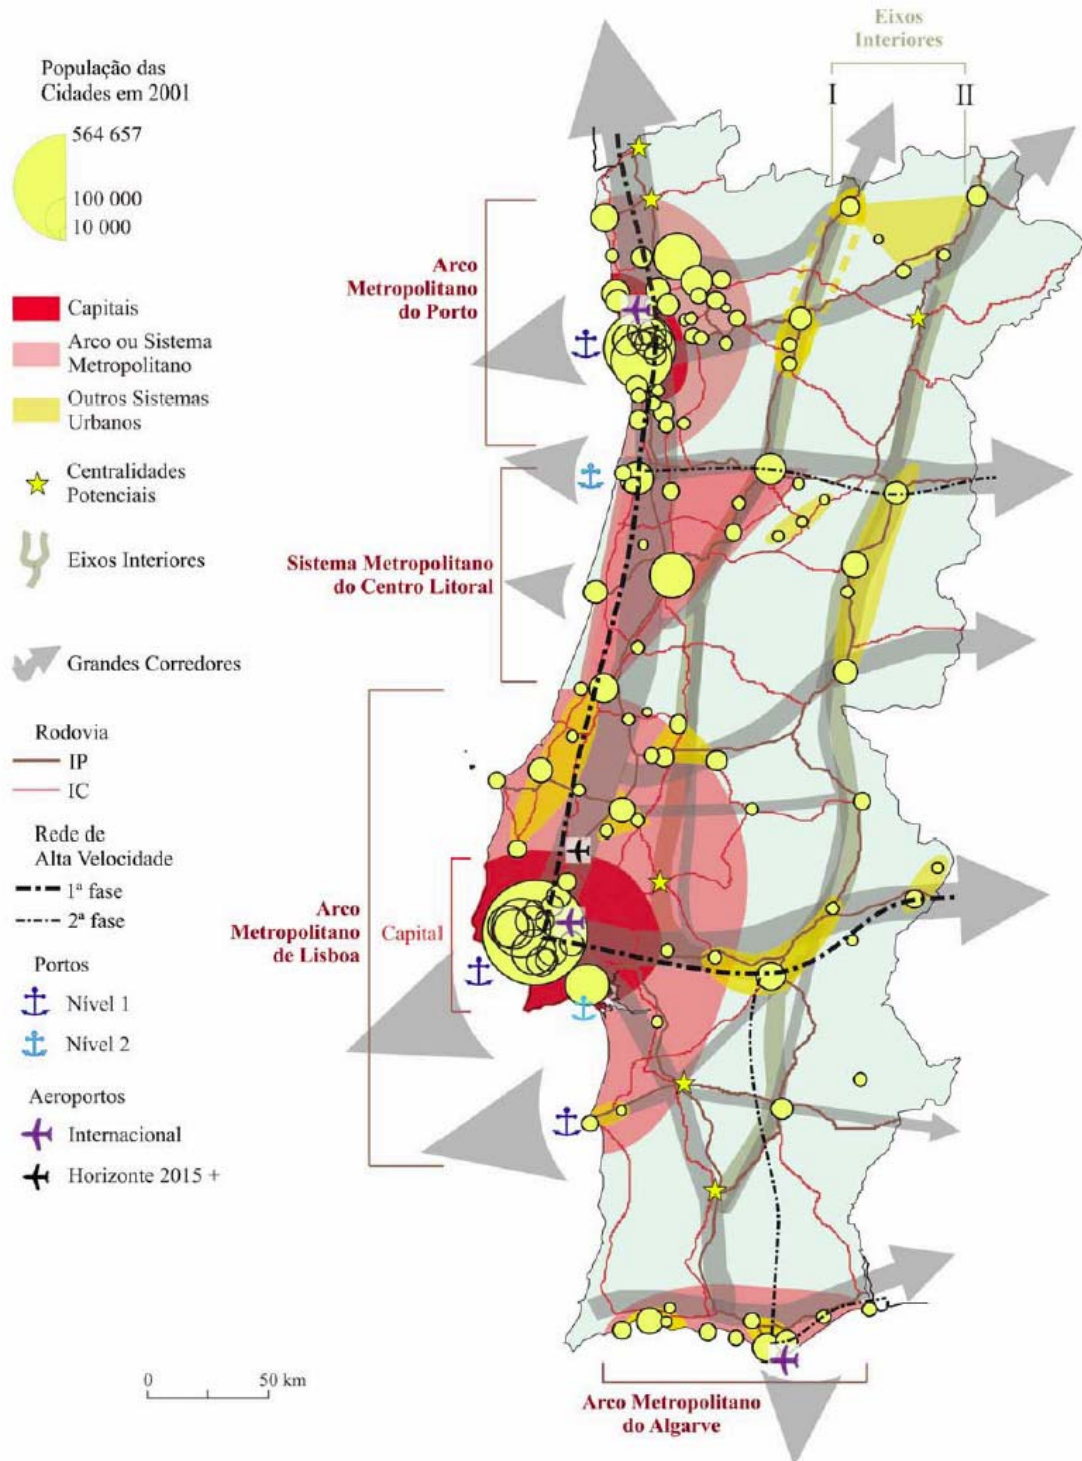 Eixos
Interiores
I
II
População das
Cidades em 2001
564 657
100 000
10 000
Capitais
Arco ou Sistema
Metropolitano
Outros Sistemas
Urbanos
Centralidades
Potenciais
Eixos Interiores
Grandes Corredores
Rodovia
IP
IC
Rede de
Alta Velocidade
1ª fase
2ª fase
Portos
Nível 1
Nível 2
Aeroportos
Internacional
Horizonte 2015 +
Arco
Metropolitano
do Porto
Sistema Metropolitano
do Centro Litoral
Arco
Metropolitano
de Lisboa
Capital
0
50 km
Arco Metropolitano
do Algarve